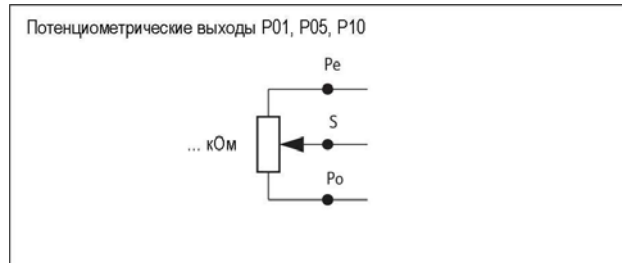 Потенциометрические выходы P01, P05, P10
Pe
S
... кОм
Po